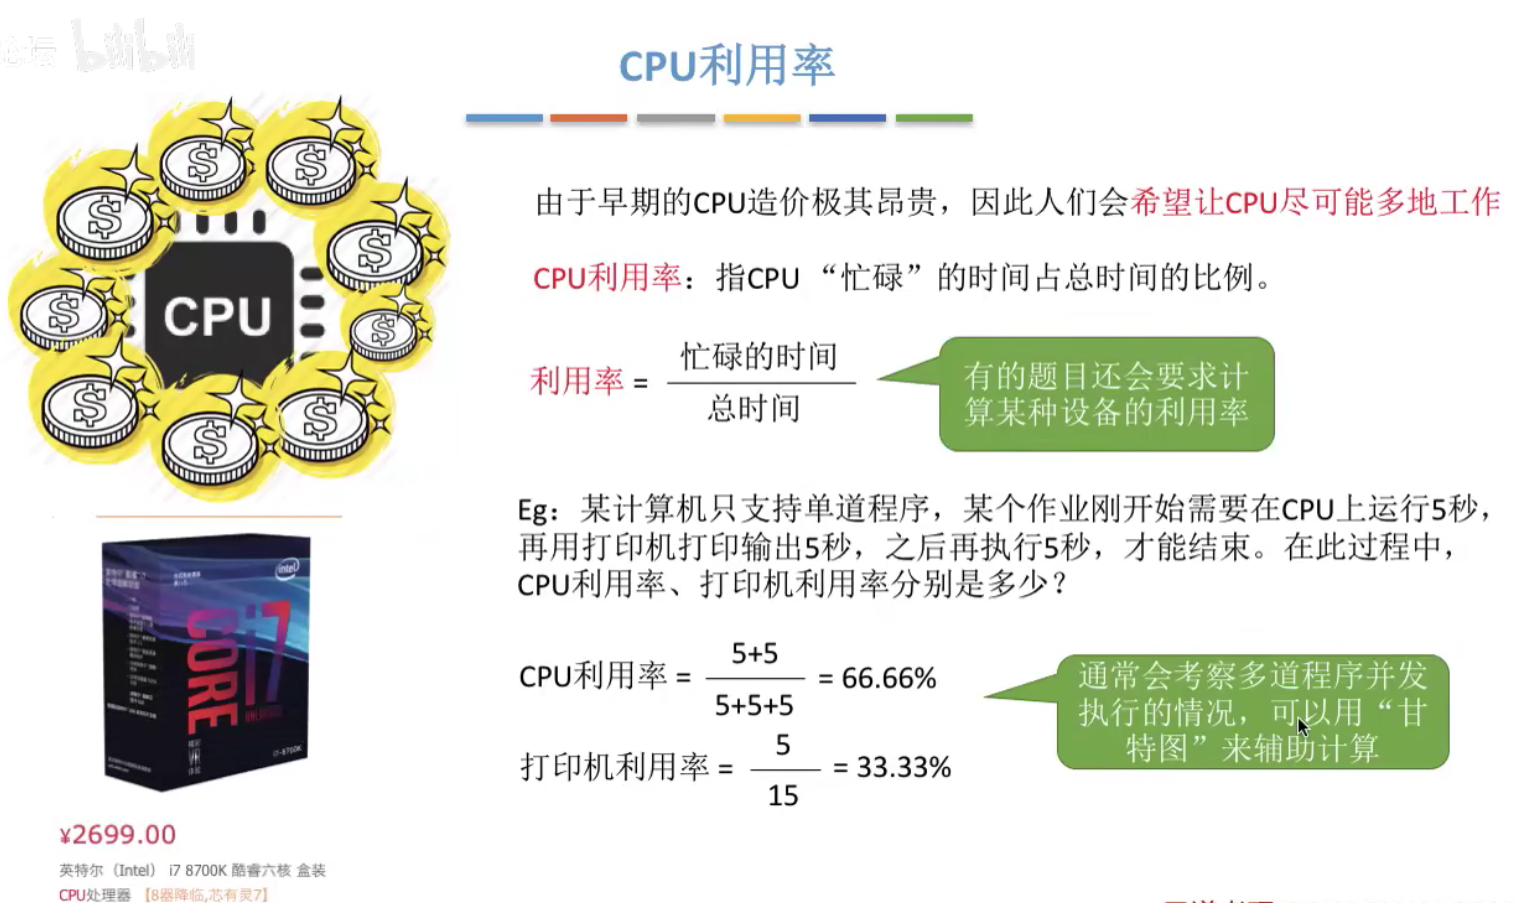 论坛 bilibili
CPU利用率
由于早期的CPU造价极其昂贵，因此人们会希望让CPU尽可能多地工作
CPU利用率：指CPU “忙碌”的时间占总时间的比例。
利用率 = 忙碌的时间
总时间
有的题目还会要求计
算某种设备的利用率
Eg：某计算机只支持单道程序，某个作业刚开始需要在CPU上运行5秒，
再用打印机打印输出5秒，之后再执行5秒，才能结束。在此过程中，
CPU利用率、打印机利用率分别是多少？
CPU利用率 = 5+5
5+5+5
= 66.66%
打印机利用率 = 5
15
= 33.33%
通常会考察多道程序并发
执行的情况，可以用“甘
特图”来辅助计算
CPU
intel
CORE i7
UNLOCKED
i7-8700K
¥2699.00
英特尔（Intel） i7 8700K 酷睿六核 盒装
CPU处理器 【8器降临,芯有灵7】